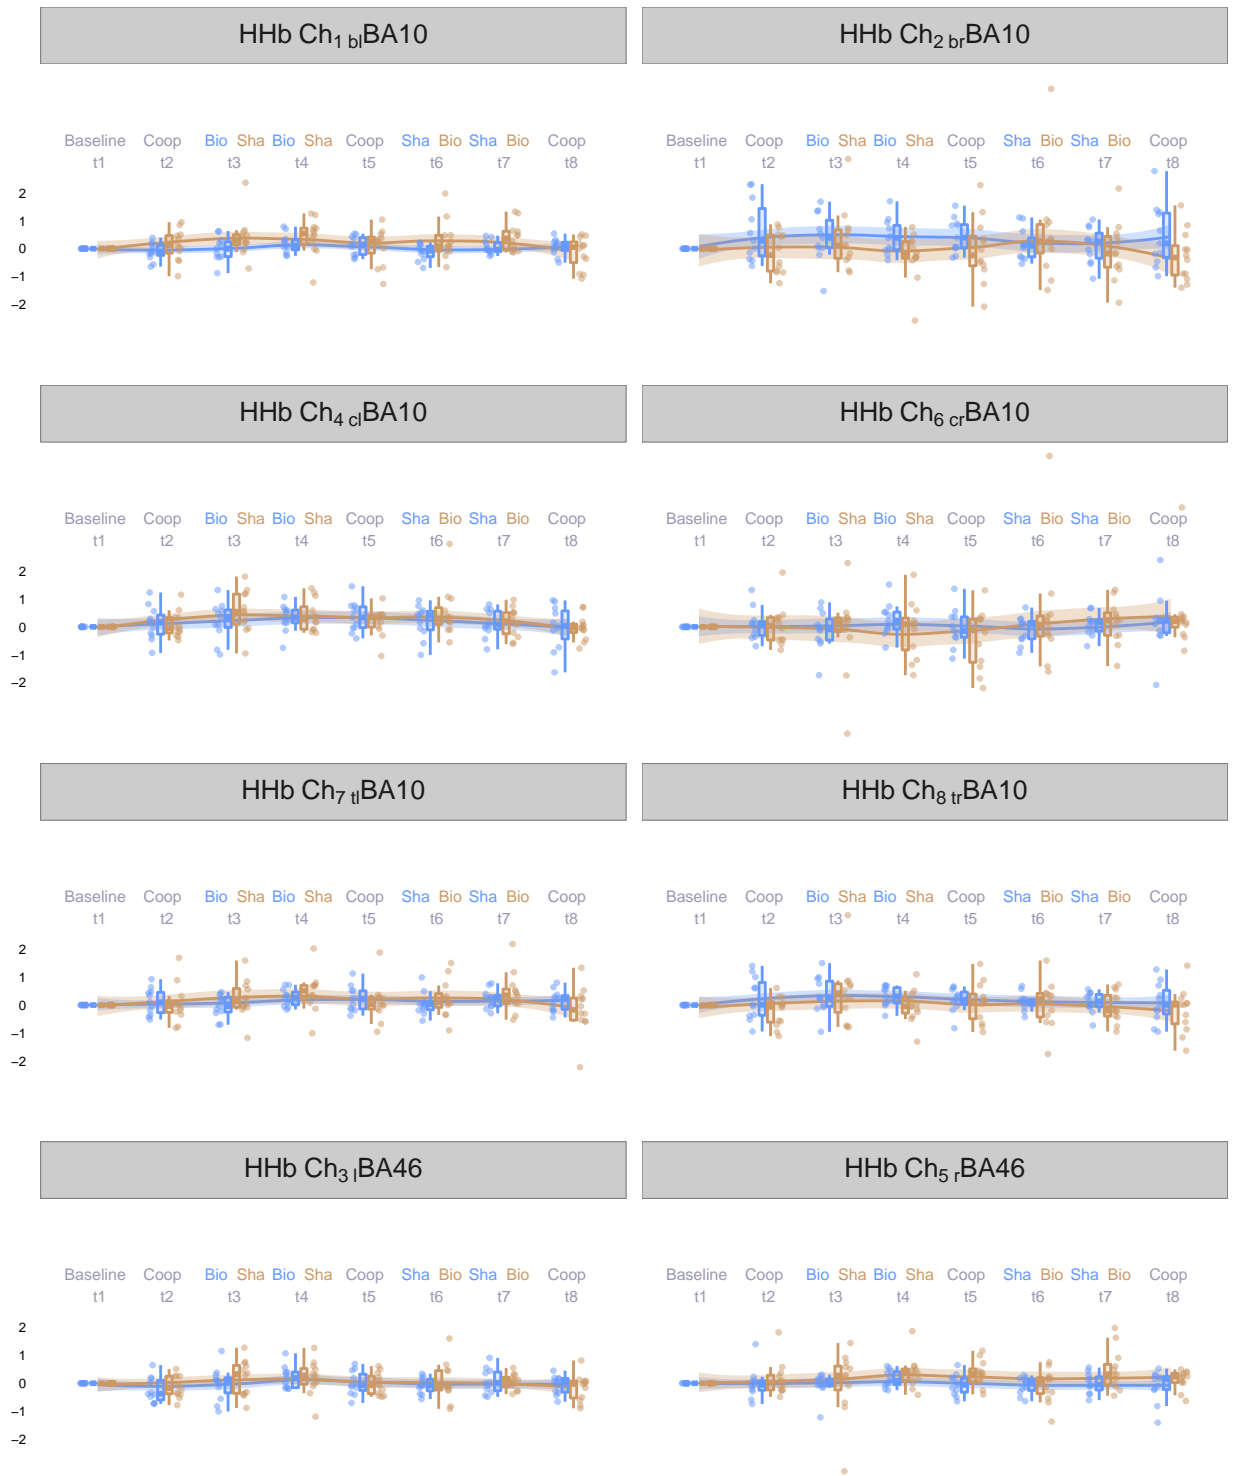 HHb Ch1 blBA10 HHb Ch2 brBA10
Baseline Coop Bio Sha Bio Sha Coop Sha Bio Sha Bio Coop Baseline Coop Bio Sha Bio Sha Coop Sha Bio Sha Bio Coop
t1 t2 t3 t4 t5 t6 t7 t8 t1 t2 t3 t4 t5 t6 t7 t8
2
1
0
−1
−2
HHb Ch4 clBA10 HHb Ch6 crBA10
Baseline Coop Bio Sha Bio Sha Coop Sha Bio Sha Bio Coop Baseline Coop Bio Sha Bio Sha Coop Sha Bio Sha Bio Coop
t1 t2 t3 t4 t5 t6 t7 t8 t1 t2 t3 t4 t5 t6 t7 t8
2
1
0
−1
−2
HHb Ch7 tlBA10 HHb Ch8 trBA10
Baseline Coop Bio Sha Bio Sha Coop Sha Bio Sha Bio Coop Baseline Coop Bio Sha Bio Sha Coop Sha Bio Sha Bio Coop
t1 t2 t3 t4 t5 t6 t7 t8 t1 t2 t3 t4 t5 t6 t7 t8
2
1
0
−1
−2
HHb Ch3 lBA46 HHb Ch5 rBA46
Baseline Coop Bio Sha Bio Sha Coop Sha Bio Sha Bio Coop Baseline Coop Bio Sha Bio Sha Coop Sha Bio Sha Bio Coop
t1 t2 t3 t4 t5 t6 t7 t8 t1 t2 t3 t4 t5 t6 t7 t8
2
1
0
−1
−2